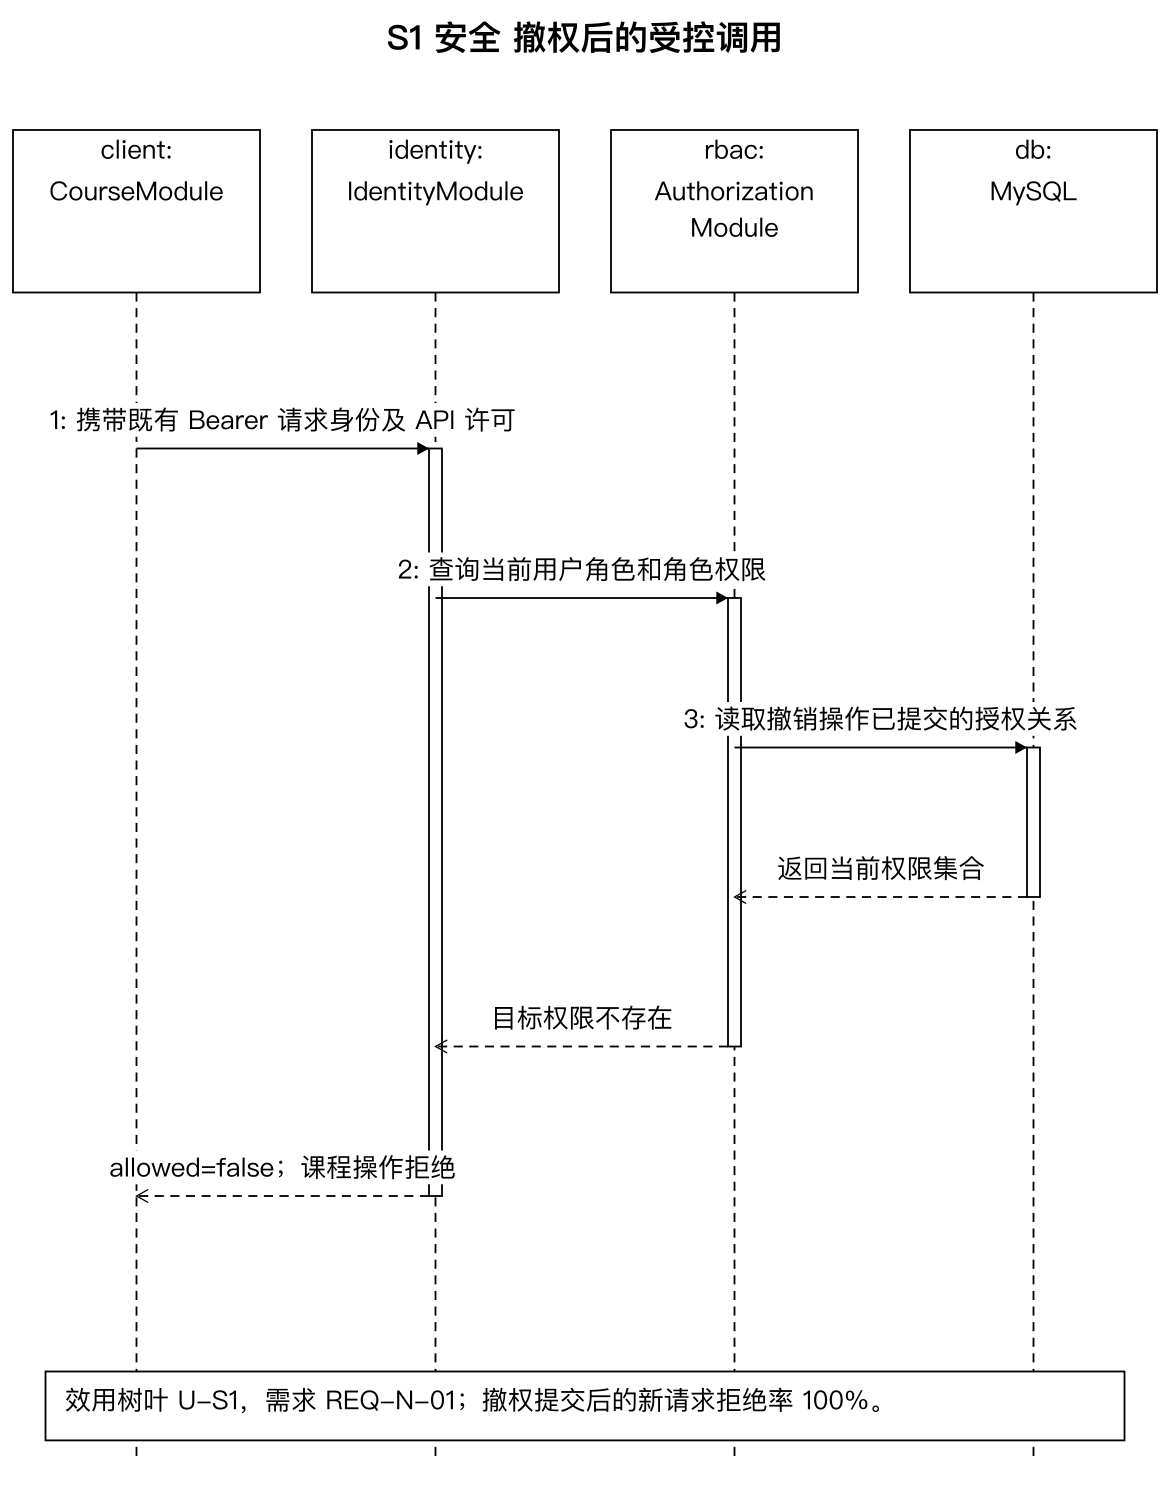 S1 安全 撤权后的受控调用
client:
CourseModule
identity:
IdentityModule
rbac:
Authorization
Module
db:
MySQL
1: 携带既有 Bearer 请求身份及 API 许可
2: 查询当前用户角色和角色权限
3: 读取撤销操作已提交的授权关系
返回当前权限集合
目标权限不存在
allowed=false；课程操作拒绝
效用树叶 U–S1，需求 REQ–N–01；撤权提交后的新请求拒绝率 100%。